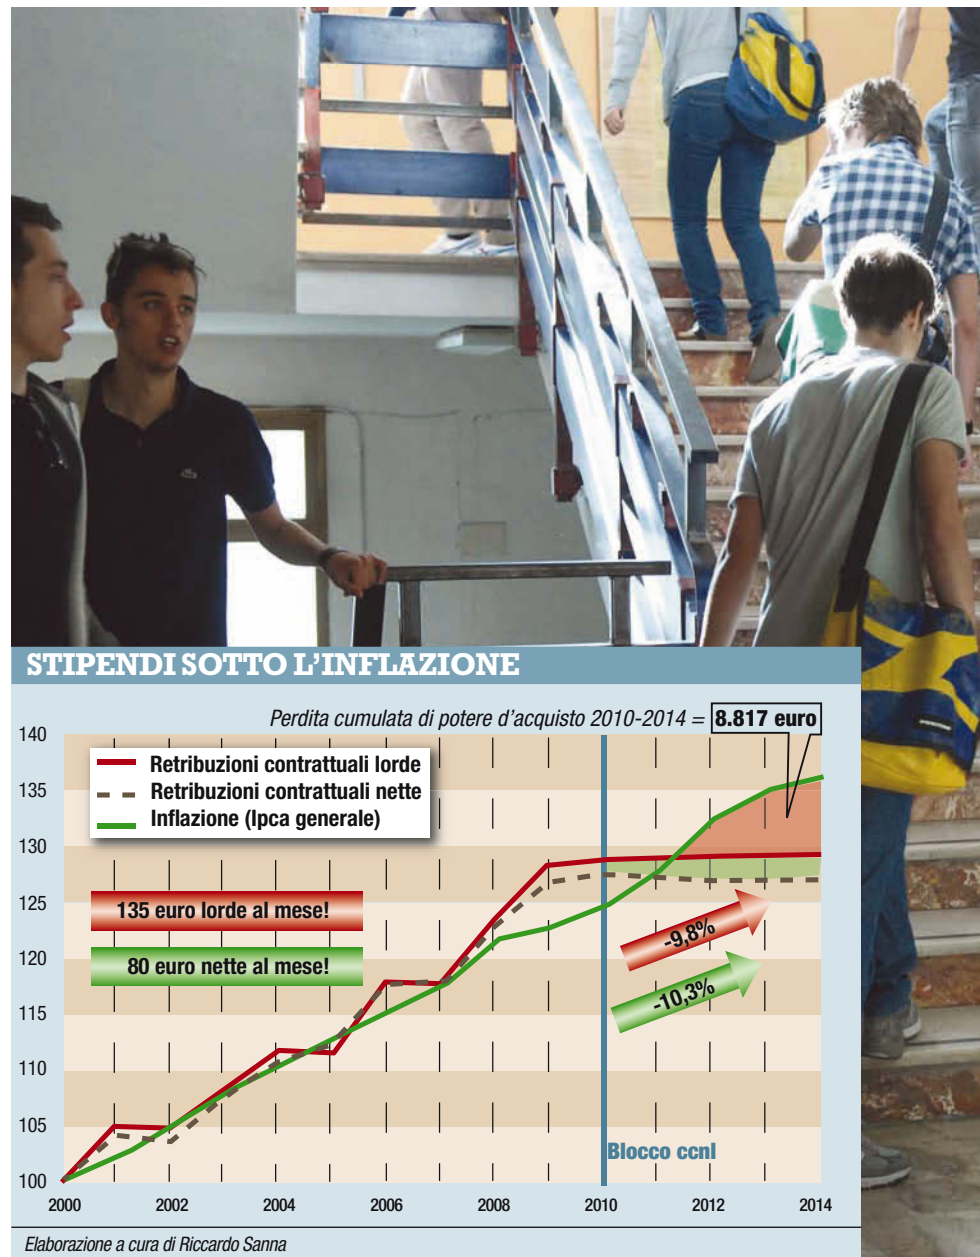 STIPENDI SOTTO L'INFLAZIONE
Perdita cumulata di potere d'acquisto 2010-2014 = 8.817 euro
140
135
130
125
120
115
110
105
100
Retribuzioni contrattuali lorde
Retribuzioni contrattuali nette
Inflazione (Ipca generale)
135 euro lorde al mese!
80 euro nette al mese!
-9,8%
-10,3%
Blocco ccnl
2000 2002 2004 2006 2008 2010 2012 2014
Elaborazione a cura di Riccardo Sanna